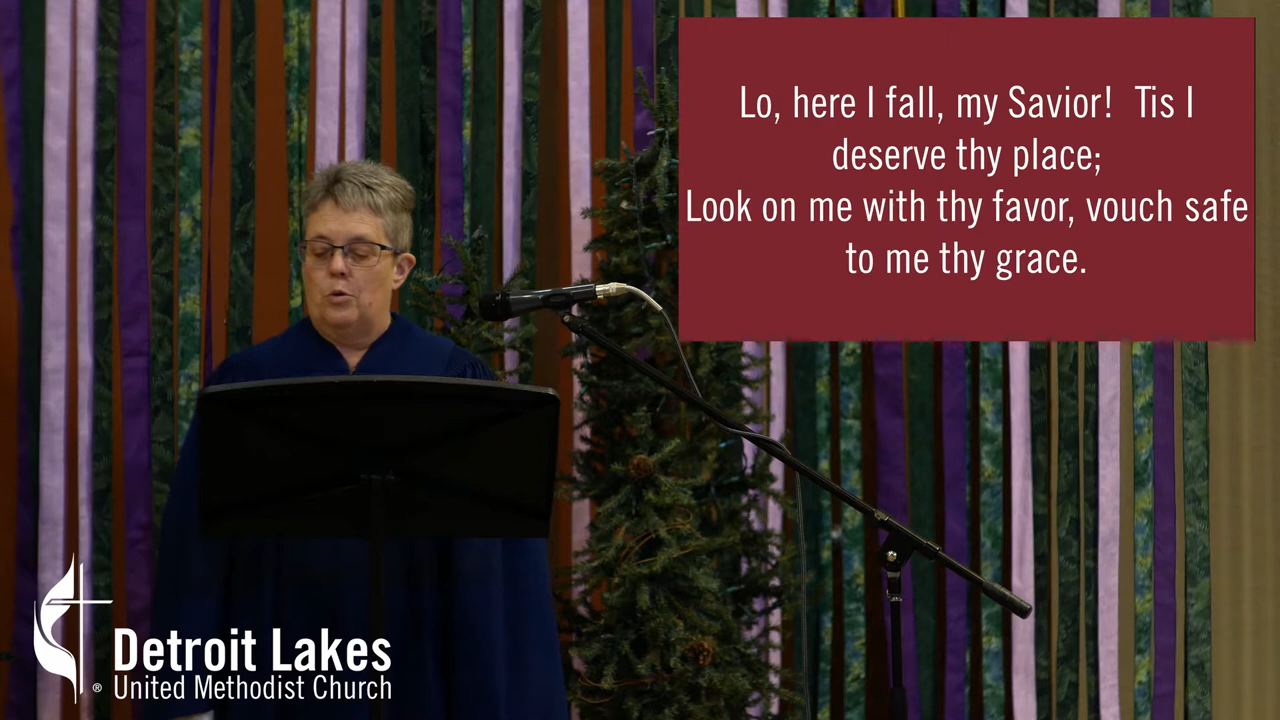 Lo, here I fall, my Savior!  Tis I
deserve thy place;
Look on me with thy favor, vouch safe
to me thy grace.
Detroit Lakes
® United Methodist Church